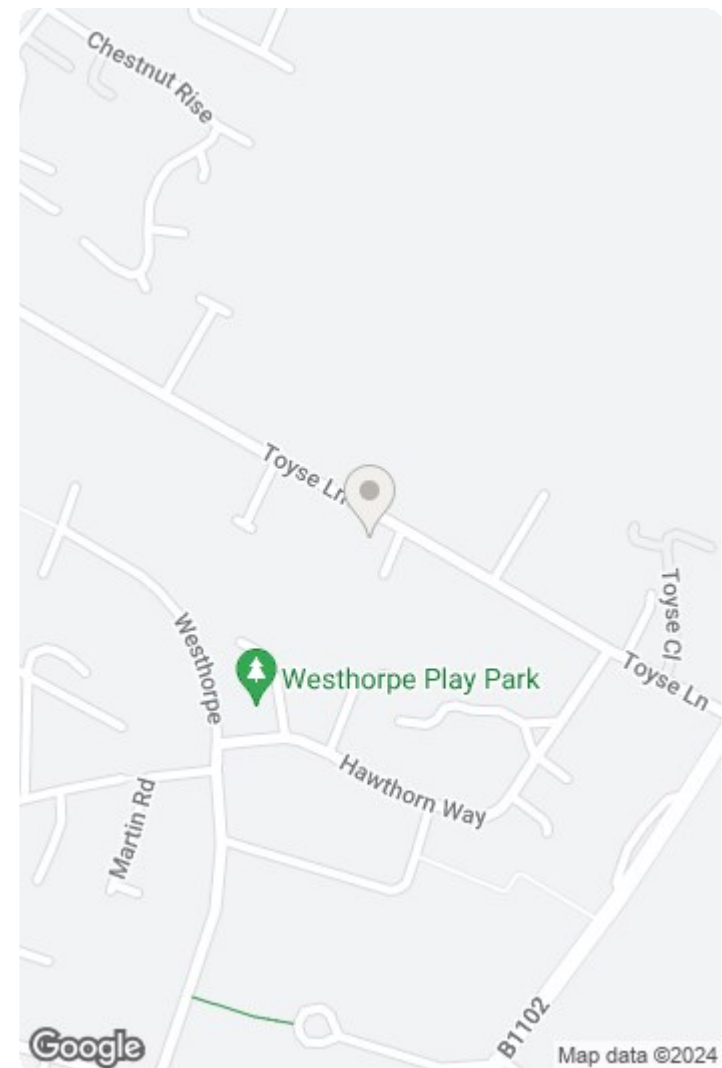 Chestnut Rise
Toyse Ln
Westhorpe
Westhorpe Play Park
Toyse Cl
Toyse Ln
Hawthorn Way
Martin Rd
B1102
Google
Map data ©2024